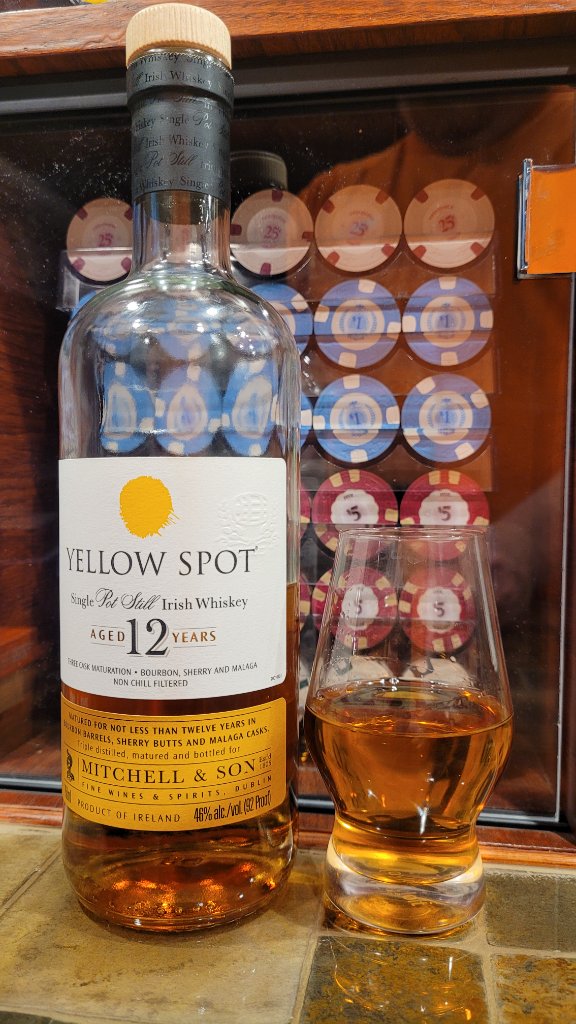 Irish Whiskey
Pot Still
YELLOW SPOT
Single Pot Still Irish Whiskey
AGED 12 YEARS
THREE CASK MATURATION • BOURBON, SHERRY AND MALAGA
NON CHILL FILTERED
MATURED FOR NOT LESS THAN TWELVE YEARS IN
BOURBON BARRELS, SHERRY BUTTS AND MALAGA CASKS.
triple distilled, matured and bottled for
MITCHELL & SON
FINE WINES & SPIRITS, DUBLIN
PRODUCT OF IRELAND 46% alc./vol. (92 Proof)
25¢ 25¢ 25¢ 25¢
$1 $1
$1 $1
$5 $5
$5 $5